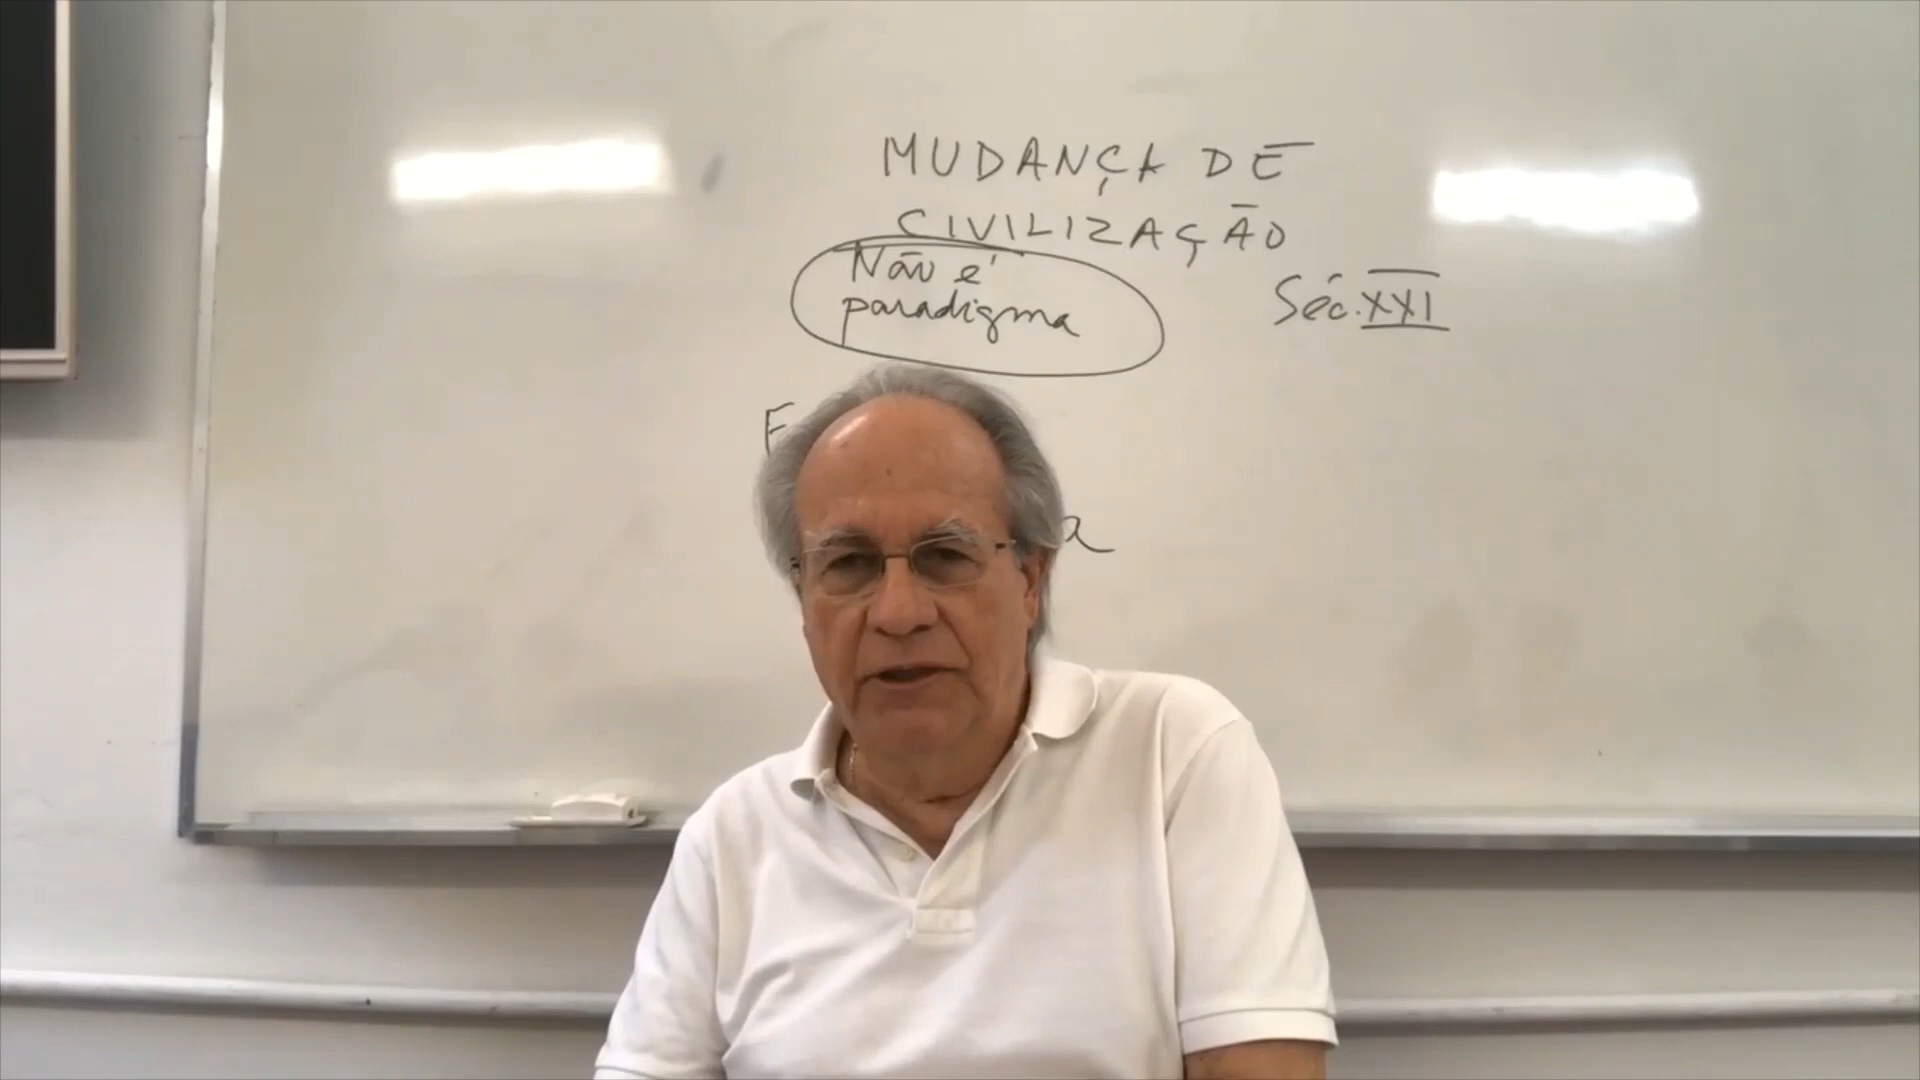 MUDANÇA DE
CIVILIZAÇÃO
Não é
paradigma
Séc. XXI